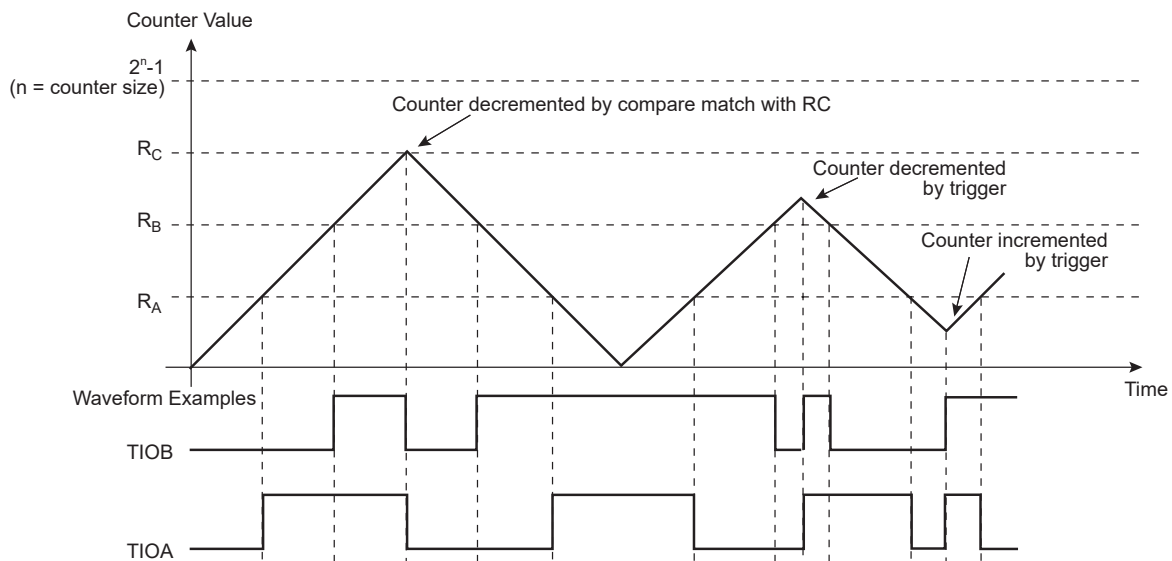 Counter Value
2ⁿ-1
(n = counter size)
Counter decremented by compare match with RC
R_C
Counter decremented
by trigger
R_B
Counter incremented
by trigger
R_A
Time
Waveform Examples
TIOB
TIOA